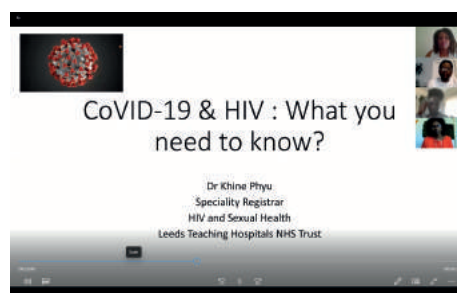 CoVID-19 & HIV : What you
need to know?
Dr Khine Phyu
Speciality Registrar
HIV and Sexual Health
Leeds Teaching Hospitals NHS Trust